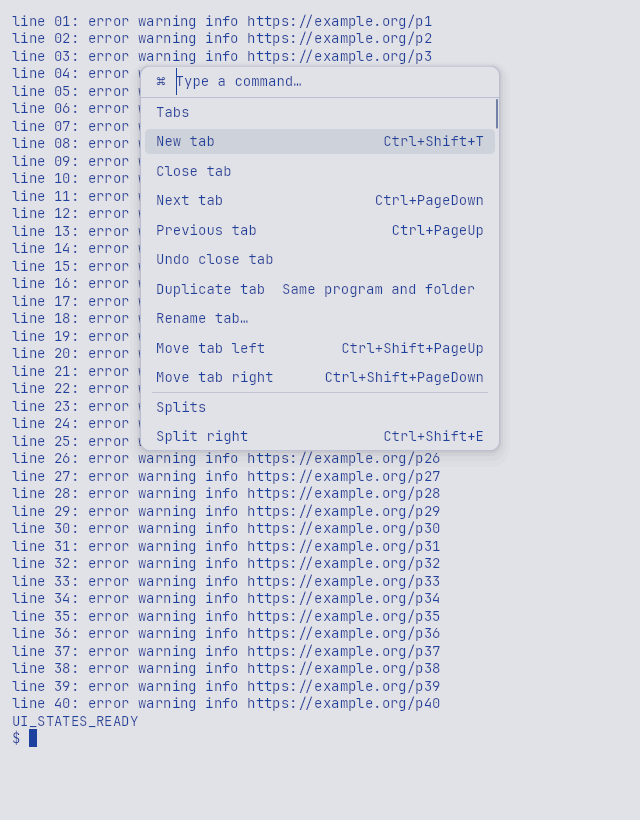 line 01: error warning info https://example.org/p1
line 02: error warning info https://example.org/p2
line 03: error warning info https://example.org/p3
line 04: error
line 05: error
line 06: error
line 07: error
line 08: error
line 09: error
line 10: error
line 11: error
line 12: error
line 13: error
line 14: error
line 15: error
line 16: error
line 17: error
line 18: error
line 19: error
line 20: error
line 21: error
line 22: error
line 23: error
line 24: error
line 25: error
⌘ Type a command…
Tabs
New tab Ctrl+Shift+T
Close tab
Next tab Ctrl+PageDown
Previous tab Ctrl+PageUp
Undo close tab
Duplicate tab Same program and folder
Rename tab…
Move tab left Ctrl+Shift+PageUp
Move tab right Ctrl+Shift+PageDown
Splits
Split right Ctrl+Shift+E
line 26: error warning info https://example.org/p26
line 27: error warning info https://example.org/p27
line 28: error warning info https://example.org/p28
line 29: error warning info https://example.org/p29
line 30: error warning info https://example.org/p30
line 31: error warning info https://example.org/p31
line 32: error warning info https://example.org/p32
line 33: error warning info https://example.org/p33
line 34: error warning info https://example.org/p34
line 35: error warning info https://example.org/p35
line 36: error warning info https://example.org/p36
line 37: error warning info https://example.org/p37
line 38: error warning info https://example.org/p38
line 39: error warning info https://example.org/p39
line 40: error warning info https://example.org/p40
UI_STATES_READY
$